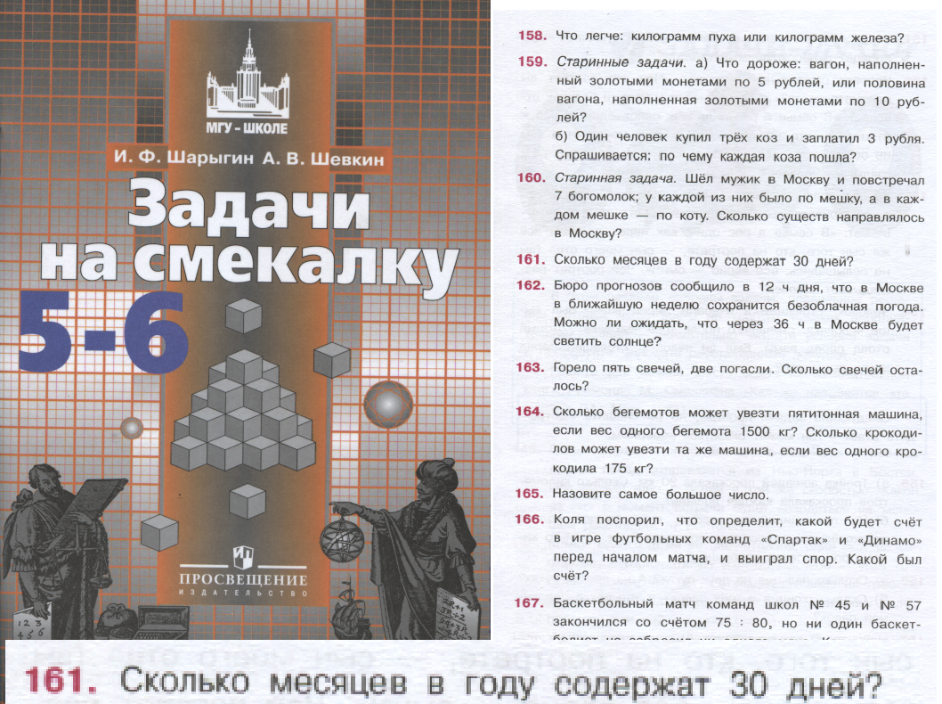 МГУ – ШКОЛЕ
И. Ф. Шарыгин А. В. Шевкин
Задачи
на смекалку
5-6
ПРОСВЕЩЕНИЕ
ИЗДАТЕЛЬСТВО
158. Что легче: килограмм пуха или килограмм железа?
159. Старинные задачи. а) Что дороже: вагон, наполнен-
ный золотыми монетами по 5 рублей, или половина
вагона, наполненная золотыми монетами по 10 руб-
лей?
б) Один человек купил трёх коз и заплатил 3 рубля.
Спрашивается: по чему каждая коза пошла?
160. Старинная задача. Шёл мужик в Москву и повстречал
7 богомолок; у каждой из них было по мешку, а в каж-
дом мешке — по коту. Сколько существ направлялось
в Москву?
161. Сколько месяцев в году содержат 30 дней?
162. Бюро прогнозов сообщило в 12 ч дня, что в Москве
в ближайшую неделю сохранится безоблачная погода.
Можно ли ожидать, что через 36 ч в Москве будет
светить солнце?
163. Горело пять свечей, две погасли. Сколько свечей оста-
лось?
164. Сколько бегемотов может увезти пятитонная машина,
если вес одного бегемота 1500 кг? Сколько крокоди-
лов может увезти та же машина, если вес одного кро-
кодила 175 кг?
165. Назовите самое большое число.
166. Коля поспорил, что определит, какой будет счёт
в игре футбольных команд «Спартак» и «Динамо»
перед началом матча, и выиграл спор. Какой был
счёт?
167. Баскетбольный матч команд школ № 45 и № 57
закончился со счётом 75 : 80, но ни один баскет-
161. Сколько месяцев в году содержат 30 дней?